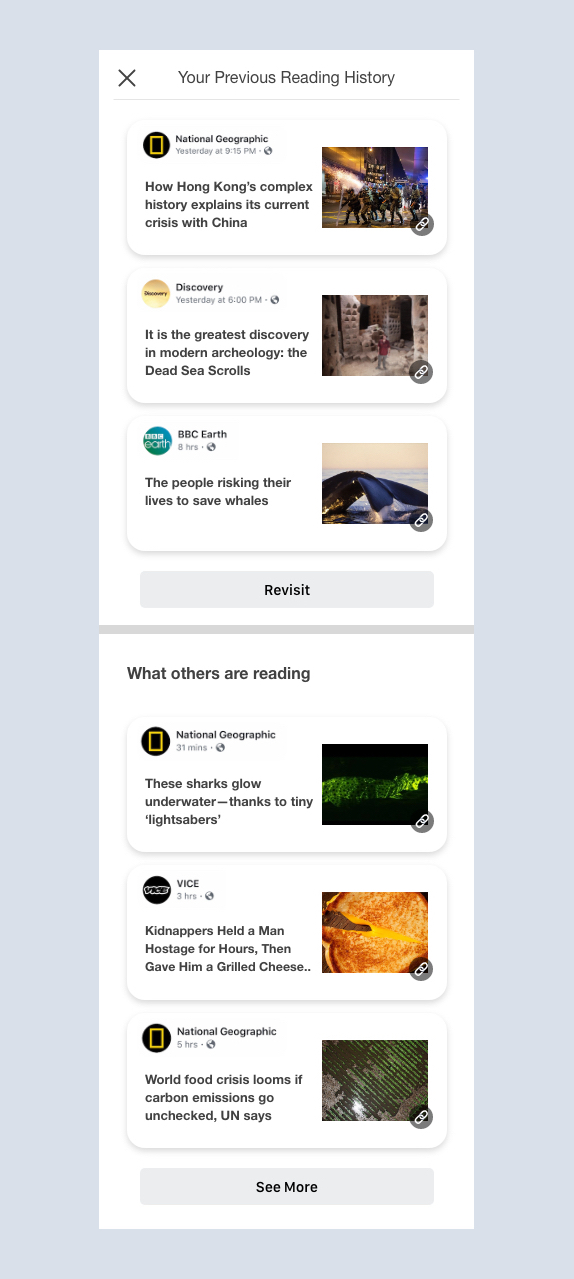 Your Previous Reading History
National Geographic
Yesterday at 9:15 PM ·
How Hong Kong's complex
history explains its current
crisis with China
Discovery
Discovery
Yesterday at 6:00 PM ·
It is the greatest discovery
in modern archeology: the
Dead Sea Scrolls
BBC
earth
BBC Earth
8 hrs ·
The people risking their
lives to save whales
Revisit
What others are reading
National Geographic
31 mins ·
These sharks glow
underwater—thanks to tiny
‘lightsabers’
VICE
VICE
3 hrs ·
Kidnappers Held a Man
Hostage for Hours, Then
Gave Him a Grilled Cheese..
National Geographic
5 hrs ·
World food crisis looms if
carbon emissions go
unchecked, UN says
See More